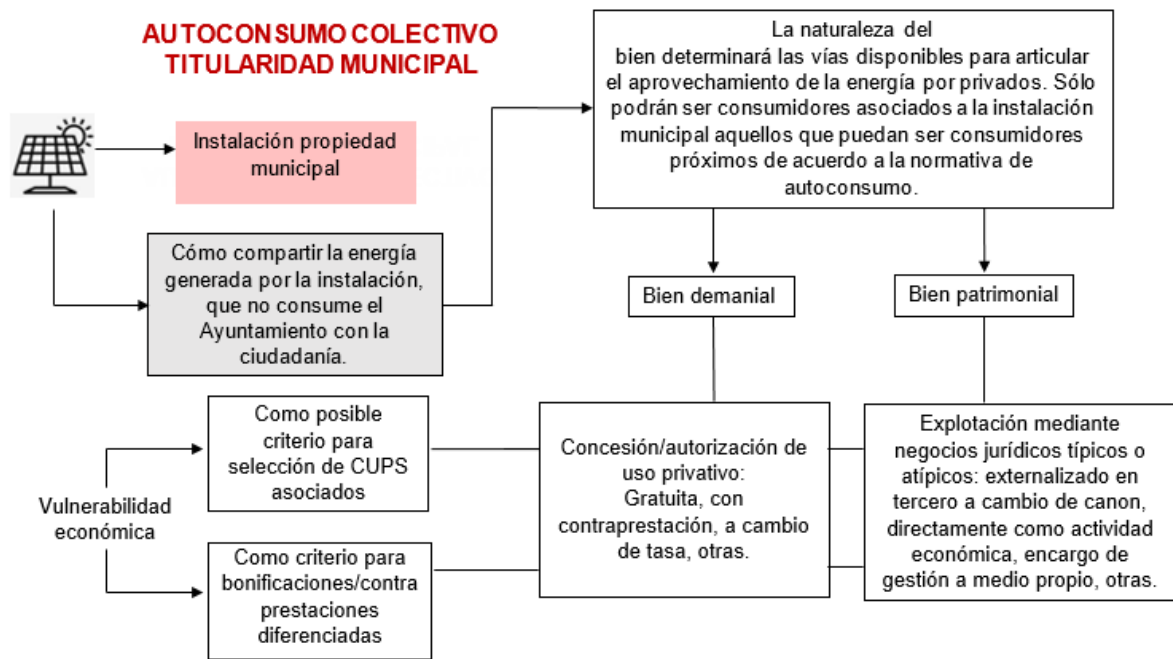 AUTOCONSUMO COLECTIVO
TITULARIDAD MUNICIPAL
Instalación propiedad
municipal
Cómo compartir la energía
generada por la instalación,
que no consume el
Ayuntamiento con la
ciudadanía.
La naturaleza del
bien determinará las vías disponibles para articular
el aprovechamiento de la energía por privados. Sólo
podrán ser consumidores asociados a la instalación
municipal aquellos que puedan ser consumidores
próximos de acuerdo a la normativa de
autoconsumo.
Bien demanial
Bien patrimonial
Vulnerabilidad
económica
Como posible
criterio para
selección de CUPS
asociados
Como criterio para
bonificaciones/contra
prestaciones
diferenciadas
Concesión/autorización de
uso privativo:
Gratuita, con
contraprestación, a cambio
de tasa, otras.
Explotación mediante
negocios jurídicos típicos o
atípicos: externalizado en
tercero a cambio de canon,
directamente como actividad
económica, encargo de
gestión a medio propio, otras.